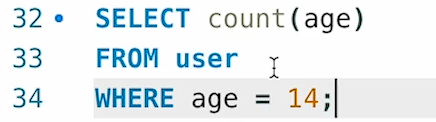 32 SELECT count(age)
33 FROM user
34 WHERE age = 14;